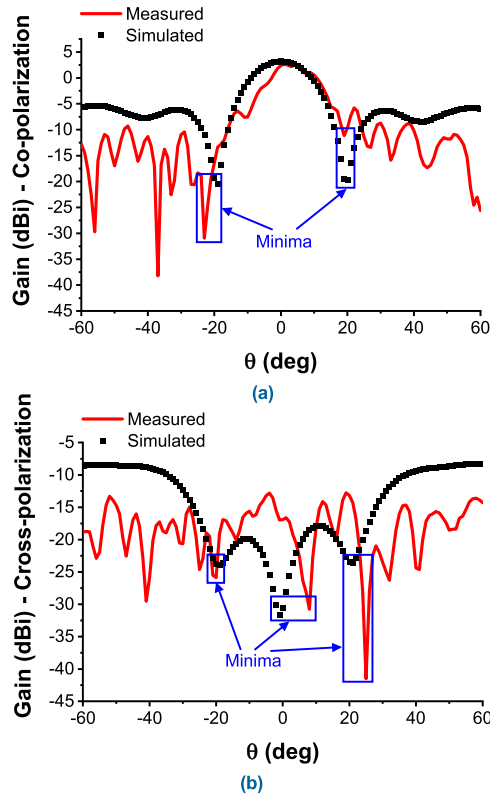 Measured
Simulated
Gain (dBi) - Co-polarization
5
0
-5
-10
-15
-20
-25
-30
-35
-40
-45
Minima
-60
-40
-20
0
20
40
60
θ (deg)
(a)
Measured
Simulated
Gain (dBi) - Cross-polarization
-5
-10
-15
-20
-25
-30
-35
-40
-45
Minima
-60
-40
-20
0
20
40
60
θ (deg)
(b)